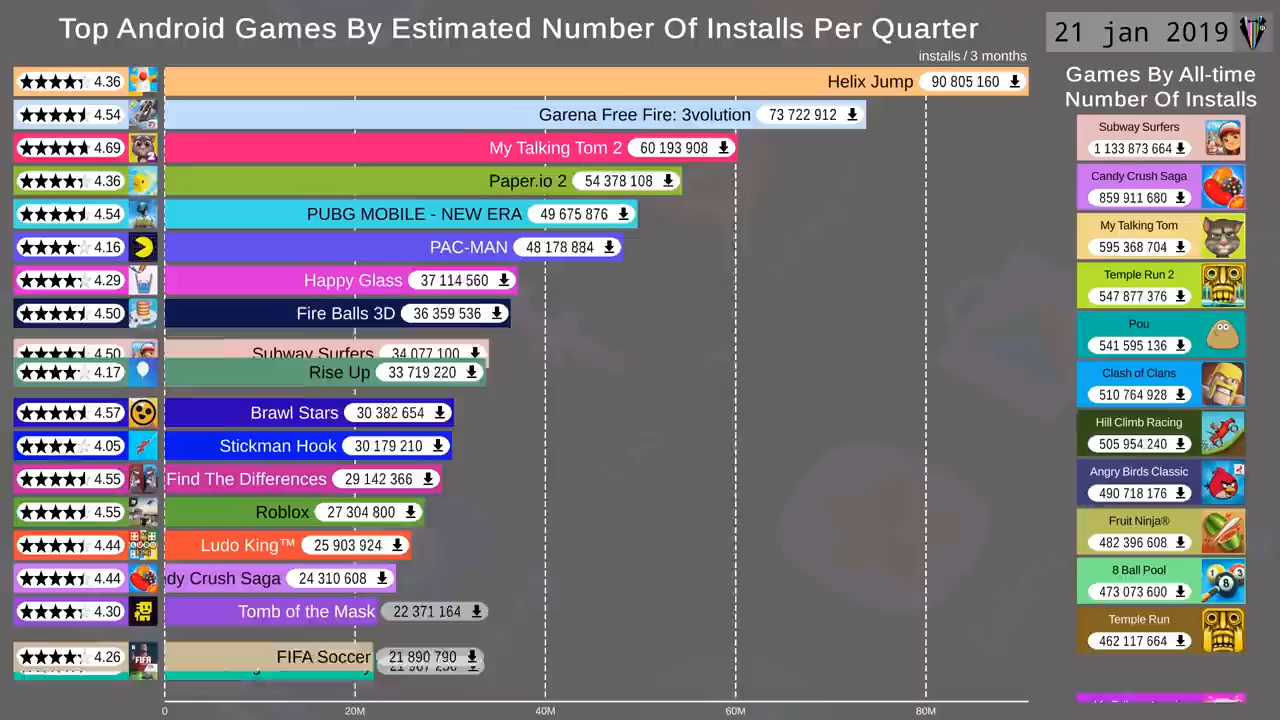 Top Android Games By Estimated Number Of Installs Per Quarter
21 jan 2019
installs / 3 months
4.36 Helix Jump 90 805 160
4.54 Garena Free Fire: 3volution 73 722 912
4.69 My Talking Tom 2 60 193 908
4.36 Paper.io 2 54 378 108
4.54 PUBG MOBILE - NEW ERA 49 675 876
4.16 PAC-MAN 48 178 884
4.29 Happy Glass 37 114 560
4.50 Fire Balls 3D 36 359 536
4.50 Subway Surfers 34 077 100
4.17 Rise Up 33 719 220
4.57 Brawl Stars 30 382 654
4.05 Stickman Hook 30 179 210
4.55 Find The Differences 29 142 366
4.55 Roblox 27 304 800
4.44 Ludo King™ 25 903 924
4.44 dy Crush Saga 24 310 608
4.30 Tomb of the Mask 22 371 164
4.26 FIFA Soccer 21 890 790
0 20M 40M 60M 80M
Games By All-time
Number Of Installs
Subway Surfers
1 133 873 664
Candy Crush Saga
859 911 680
My Talking Tom
595 368 704
Temple Run 2
547 877 376
Pou
541 595 136
Clash of Clans
510 764 928
Hill Climb Racing
505 954 240
Angry Birds Classic
490 718 176
Fruit Ninja®
482 396 608
8 Ball Pool
473 073 600
Temple Run
462 117 664